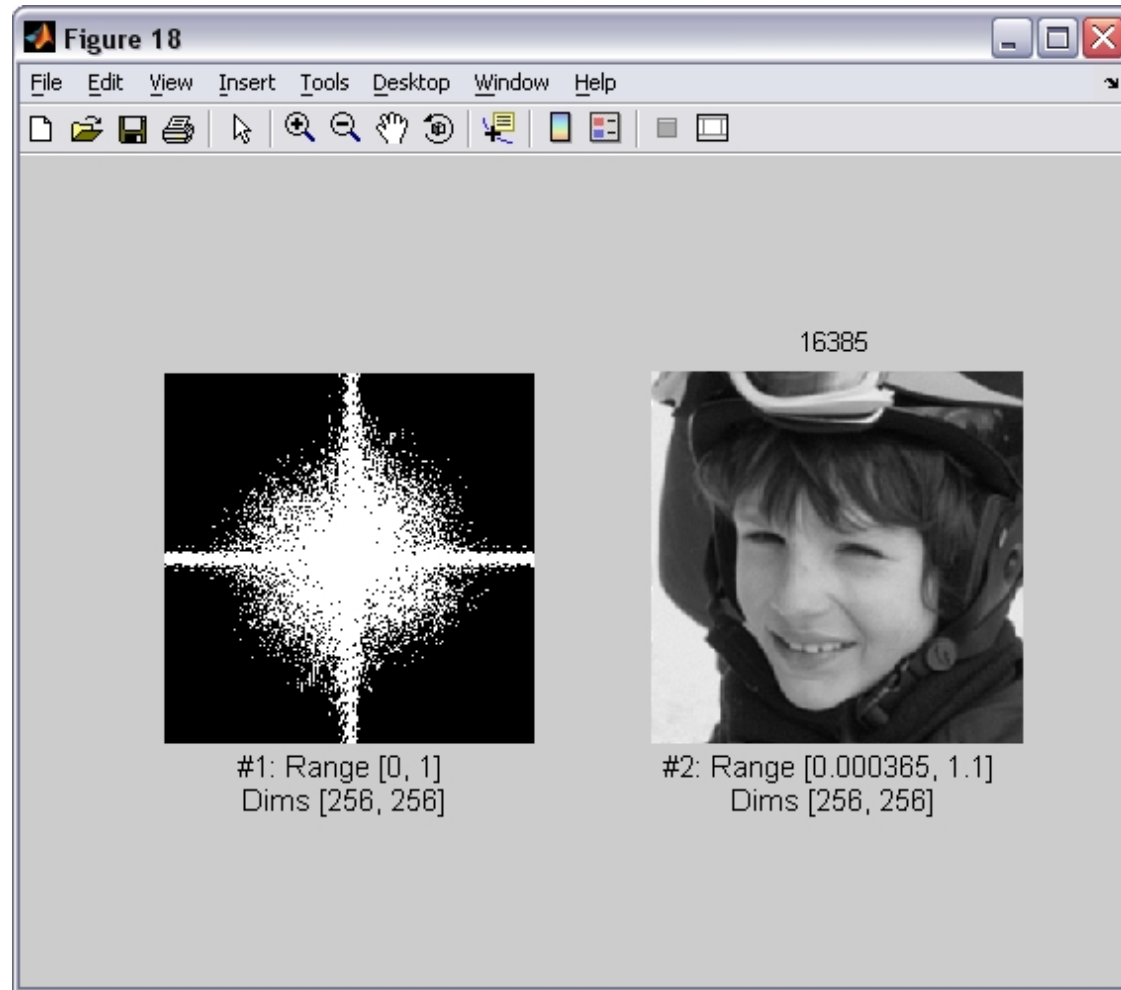 Figure 18
File Edit View Insert Tools Desktop Window Help
16385
#1: Range [0, 1]
Dims [256, 256]
#2: Range [0.000365, 1.1]
Dims [256, 256]